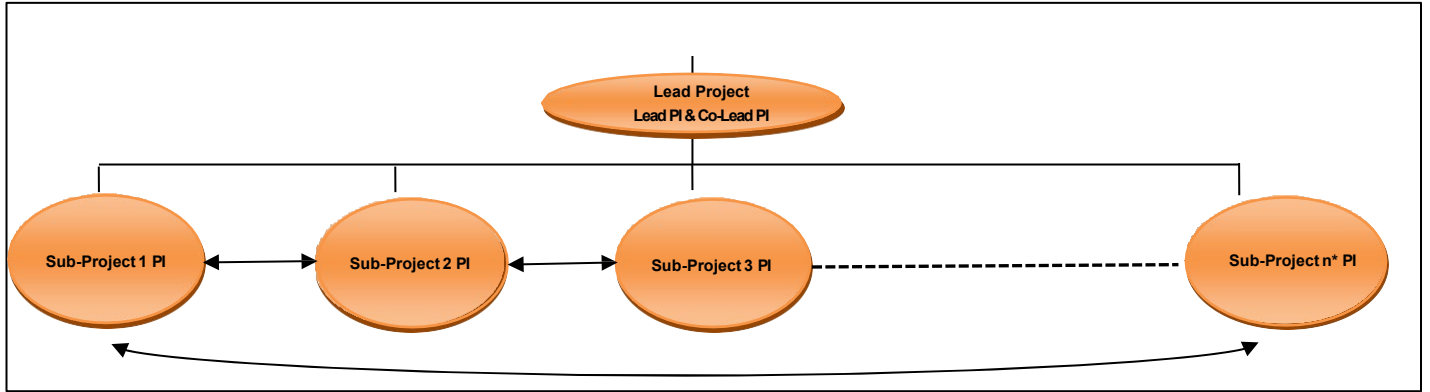 Lead Project
Lead PI & Co-Lead PI
Sub-Project 1 PI
Sub-Project 2 PI
Sub-Project 3 PI
Sub-Project n* PI